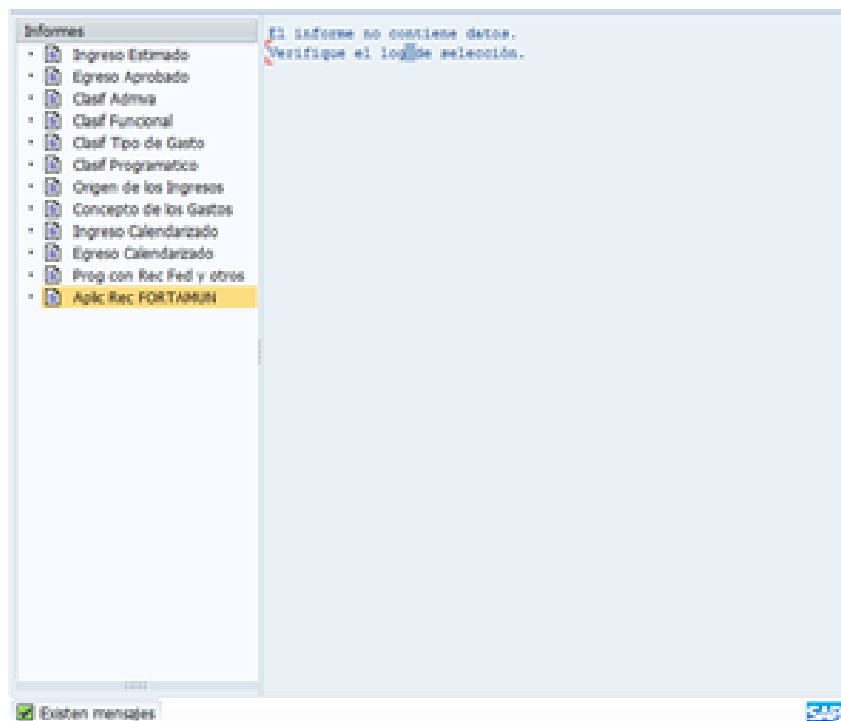 Informes
Ingreso Estimado
Egreso Aprobado
Clasif Admva
Clasif Funcional
Clasif Tipo de Gasto
Clasif Programatico
Origen de los Ingresos
Concepto de los Gastos
Ingreso Calendarizado
Egreso Calendarizado
Prog con Rec Fed y otros
Aplic Rec FORTAMUN
El informe no contiene datos.
Verifique el log de selección.
Existen mensajes
SAP